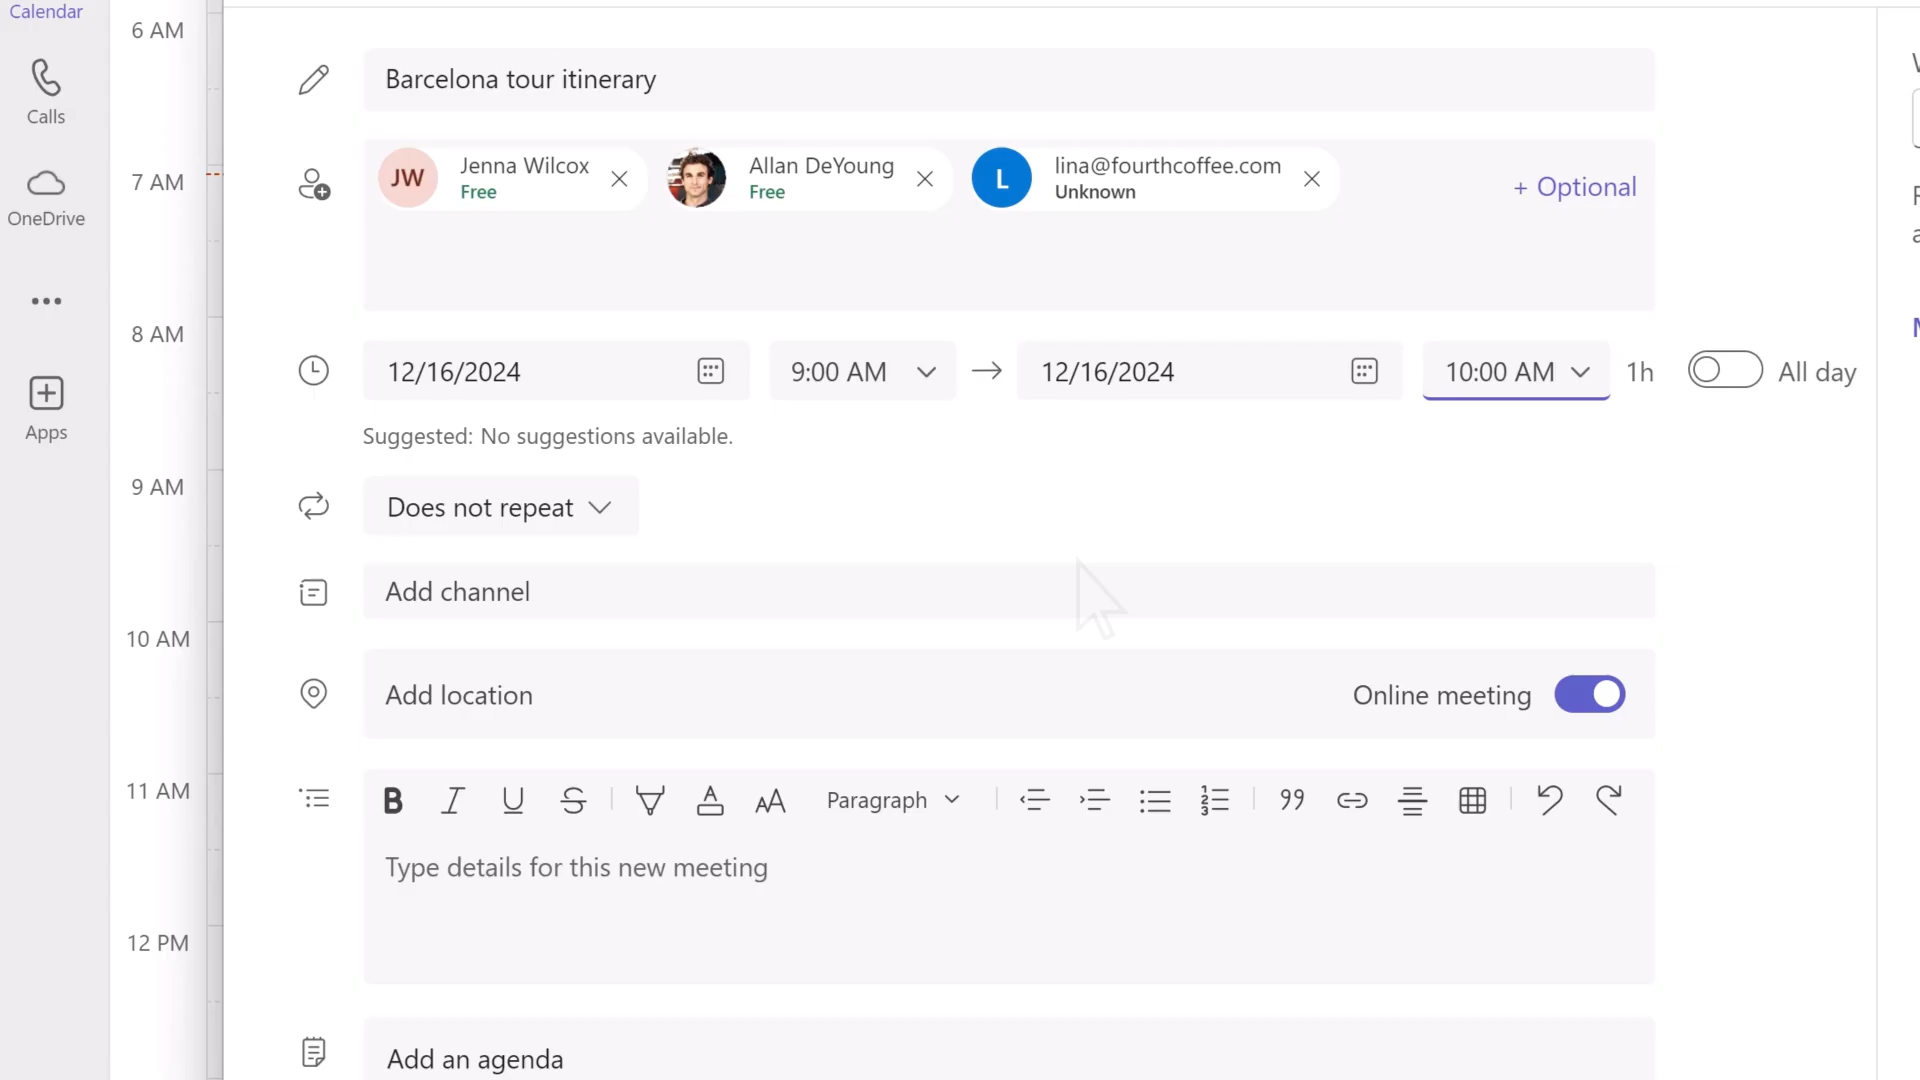 Calendar
Calls
OneDrive
Apps
6 AM
7 AM
8 AM
9 AM
10 AM
11 AM
12 PM
Barcelona tour itinerary
JW
Jenna Wilcox
Free
Allan DeYoung
Free
L
lina@fourthcoffee.com
Unknown
+ Optional
12/16/2024 9:00 AM 12/16/2024 10:00 AM 1h All day
Suggested: No suggestions available.
Does not repeat
Add channel
Add location Online meeting
Paragraph
Type details for this new meeting
Add an agenda